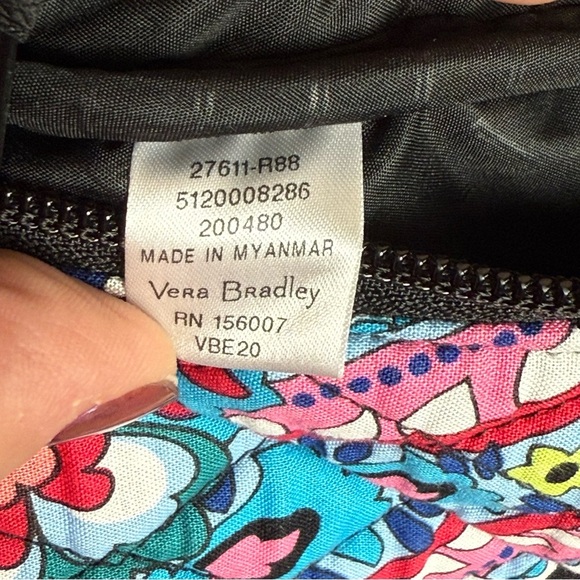 27611-R88
5120008286
200480
MADE IN MYANMAR
Vera Bradley
RN 156007
VBE20